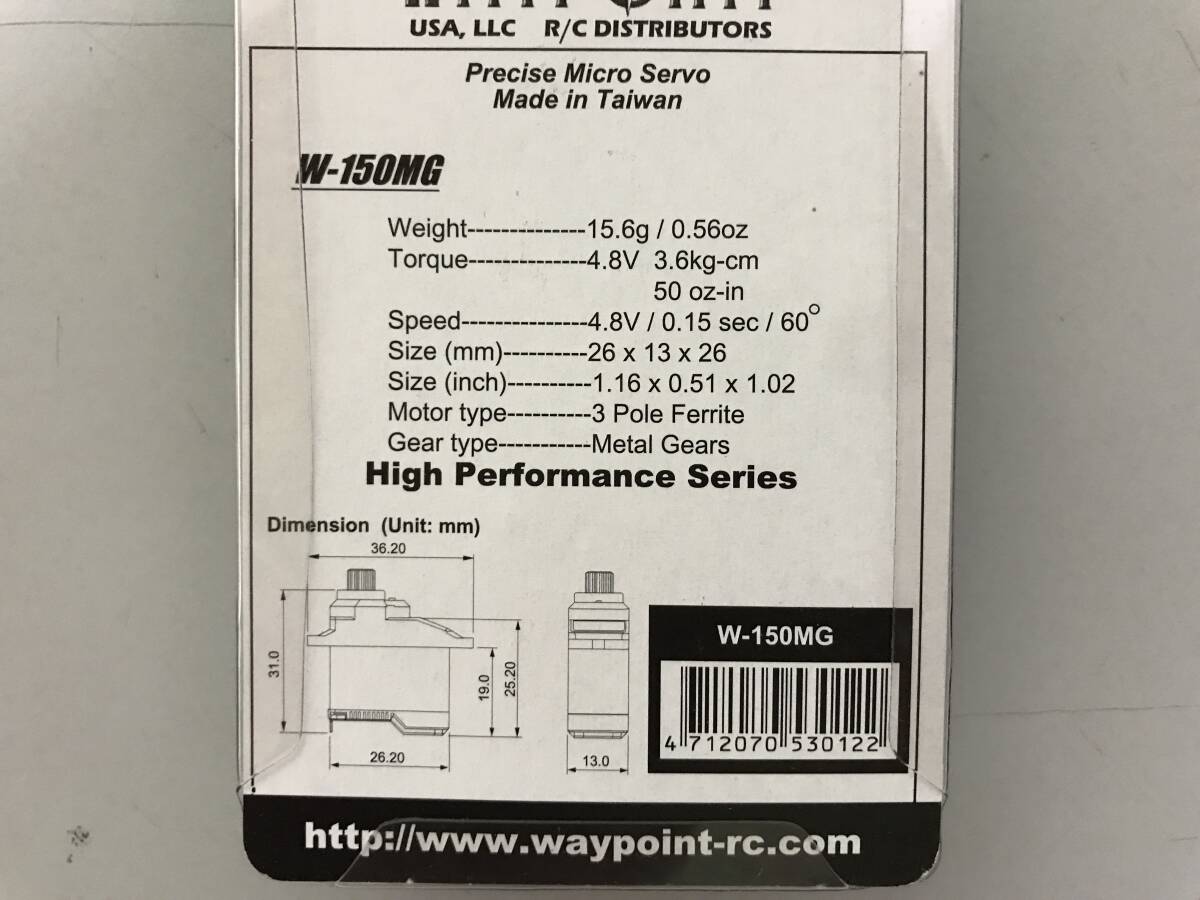 USA, LLC R/C DISTRIBUTORS
Precise Micro Servo
Made in Taiwan
W-150MG
Weight--------------15.6g / 0.56oz
Torque--------------4.8V 3.6kg-cm
50 oz-in
Speed---------------4.8V / 0.15 sec / 60°
Size (mm)----------26 x 13 x 26
Size (inch)----------1.16 x 0.51 x 1.02
Motor type----------3 Pole Ferrite
Gear type-----------Metal Gears
High Performance Series
Dimension (Unit: mm)
36.20
31.0
19.0
25.20
26.20
13.0
W-150MG
4 712070 530122
http://www.waypoint-rc.com